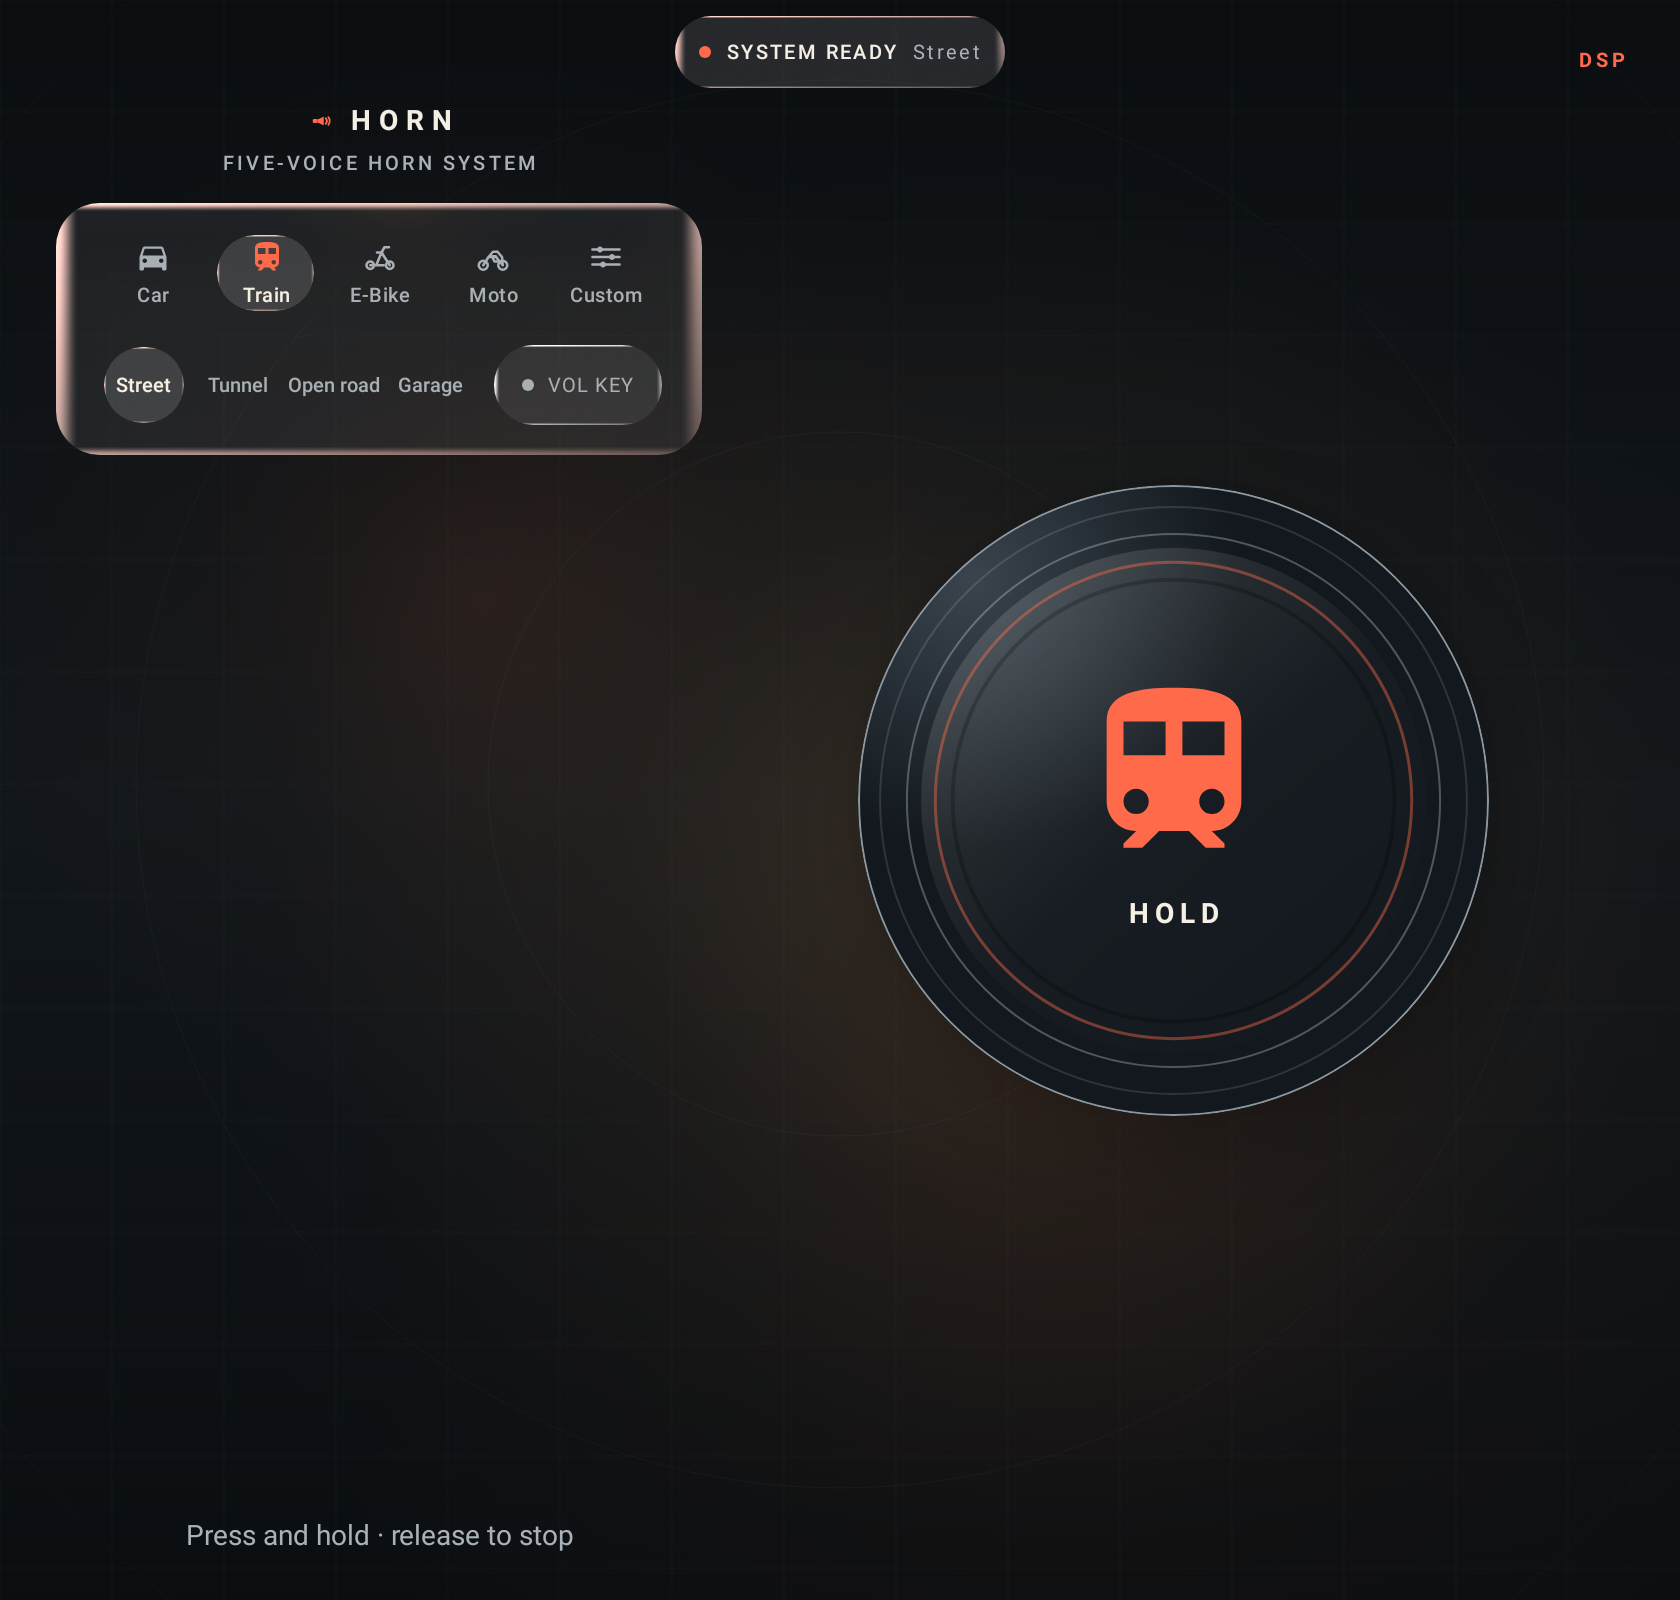 SYSTEM READY Street
DSP
HORN
FIVE-VOICE HORN SYSTEM
Car Train E-Bike Moto Custom
Street Tunnel Open road Garage VOL KEY
HOLD
Press and hold · release to stop